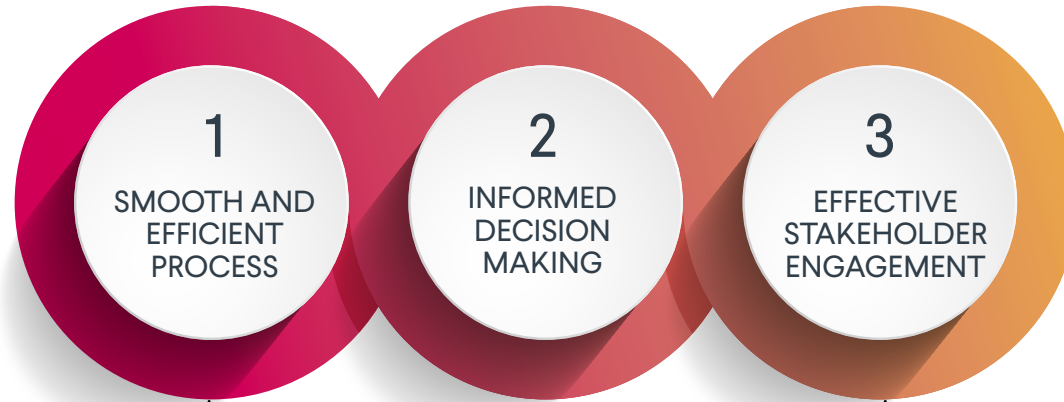 1
SMOOTH AND
EFFICIENT
PROCESS
2
INFORMED
DECISION
MAKING
3
EFFECTIVE
STAKEHOLDER
ENGAGEMENT